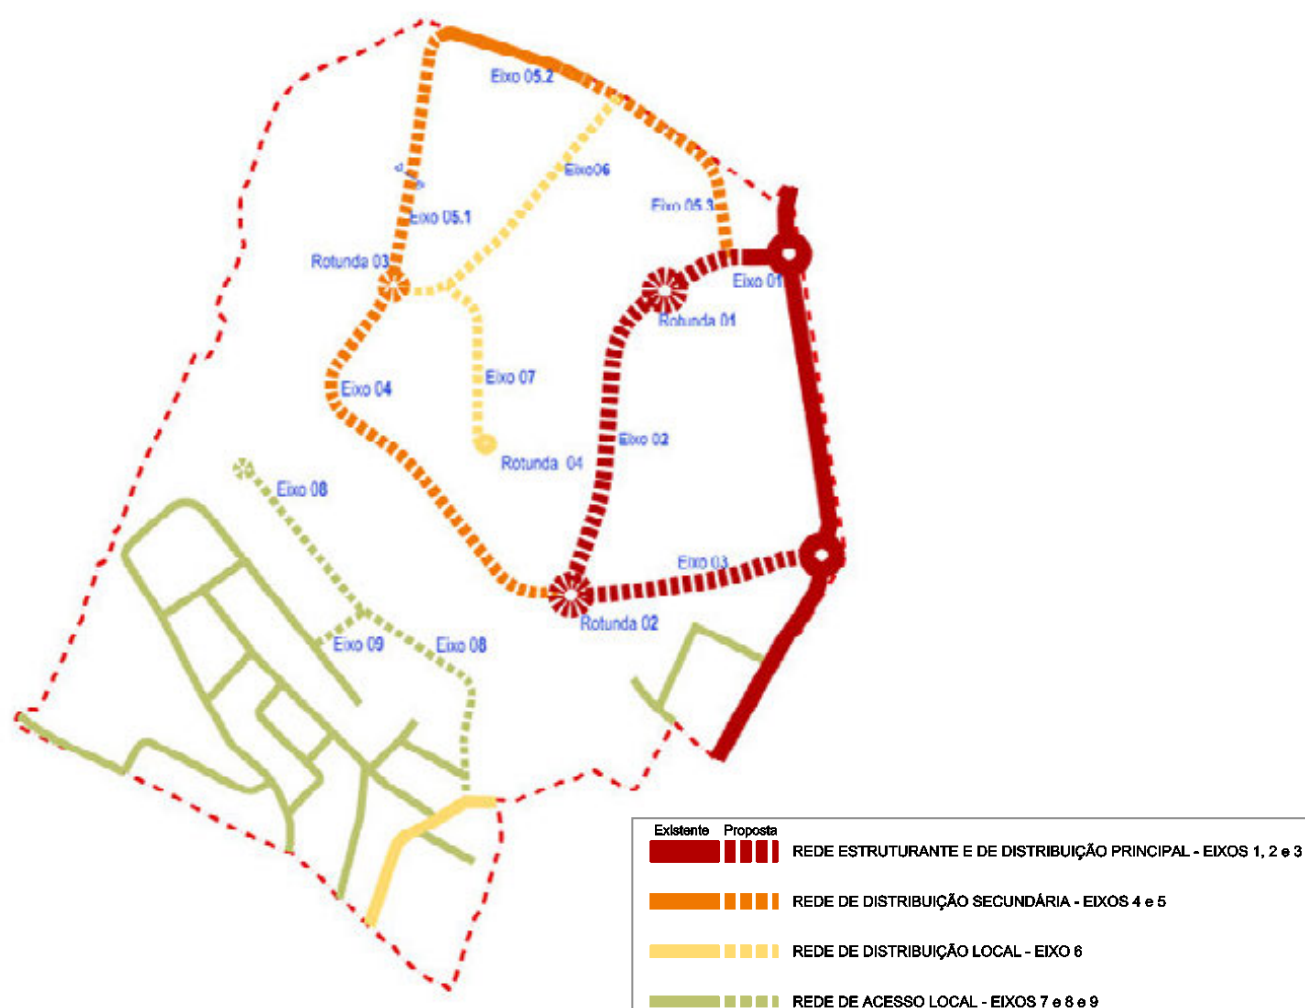 Eixo 05.2
Eixo06
Eixo 05.1
Eixo 05.3
Rotunda 03
Eixo 01
Rotunda 01
Eixo 04
Eixo 07
Eixo 02
Rotunda 04
Eixo 08
Eixo 03
Rotunda 02
Eixo 09
Eixo 08
Existente Proposta
REDE ESTRUTURANTE E DE DISTRIBUIÇÃO PRINCIPAL - EIXOS 1, 2 e 3
REDE DE DISTRIBUIÇÃO SECUNDÁRIA - EIXOS 4 e 5
REDE DE DISTRIBUIÇÃO LOCAL - EIXO 6
REDE DE ACESSO LOCAL - EIXOS 7 e 8 e 9